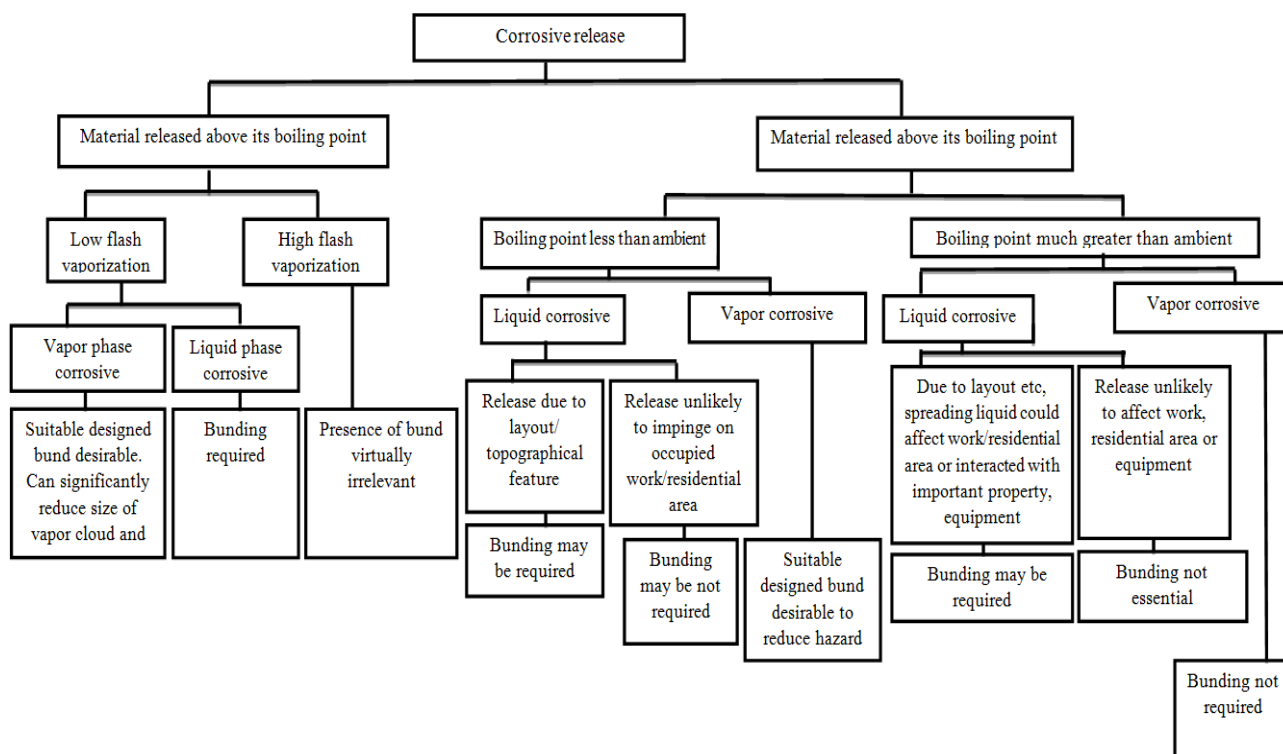 Corrosive release
Material released above its boiling point
Material released above its boiling point
Low flash
vaporization
High flash
vaporization
Boiling point less than ambient
Boiling point much greater than ambient
Vapor phase
corrosive
Liquid phase
corrosive
Liquid corrosive
Vapor corrosive
Liquid corrosive
Vapor corrosive
Suitable designed
bund desirable.
Can significantly
reduce size of
vapor cloud and
Bunding
required
Presence of bund
virtually
irrelevant
Release due to
layout/
topographical
feature
Release unlikely
to impinge on
occupied
work/residential
area
Due to layout etc,
spreading liquid could
affect work/residential
area or interacted with
important property,
equipment
Release unlikely
to affect work,
residential area or
equipment
Bunding may
be required
Bunding
may be not
required
Suitable
designed bund
desirable to
reduce hazard
Bunding may be
required
Bunding not
essential
Bunding not
required